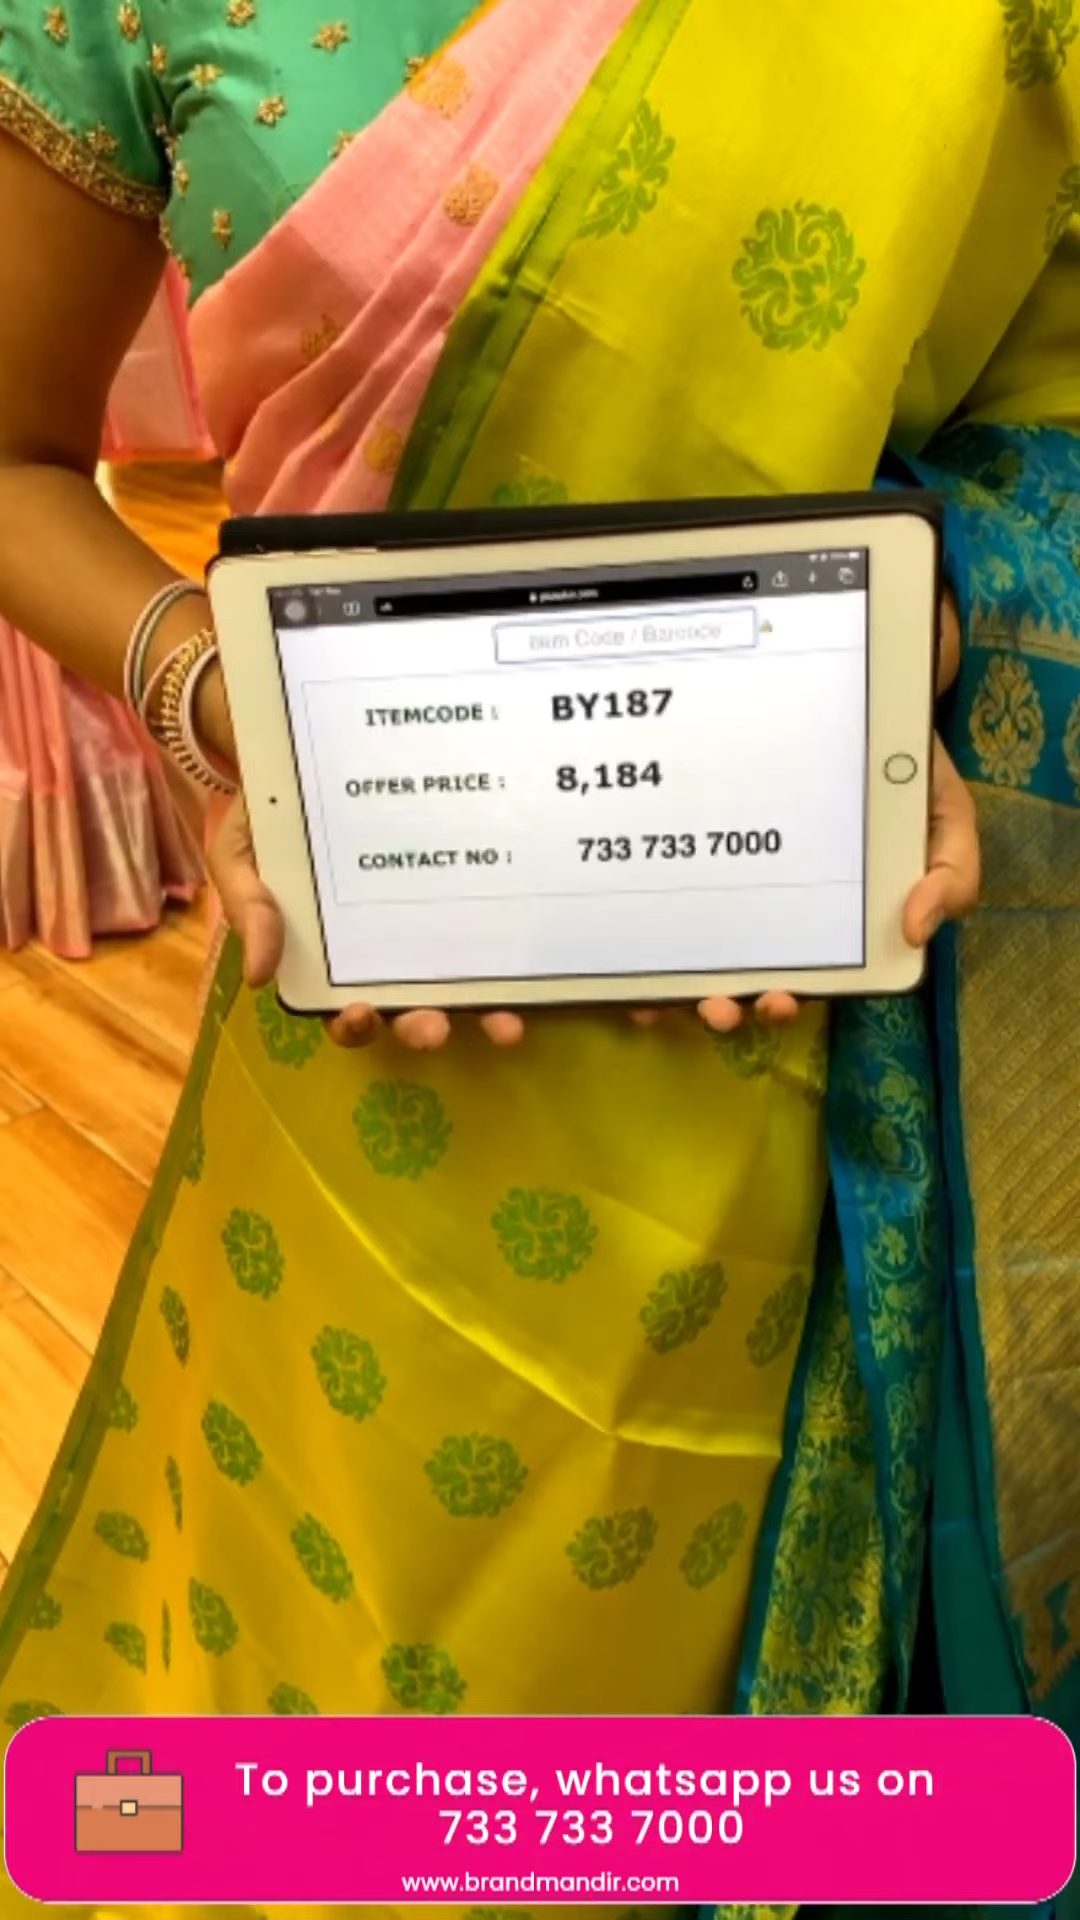 Item Code / Barcode
ITEMCODE : BY187
OFFER PRICE : 8,184
CONTACT NO : 733 733 7000
To purchase, whatsapp us on
733 733 7000
www.brandmandir.com